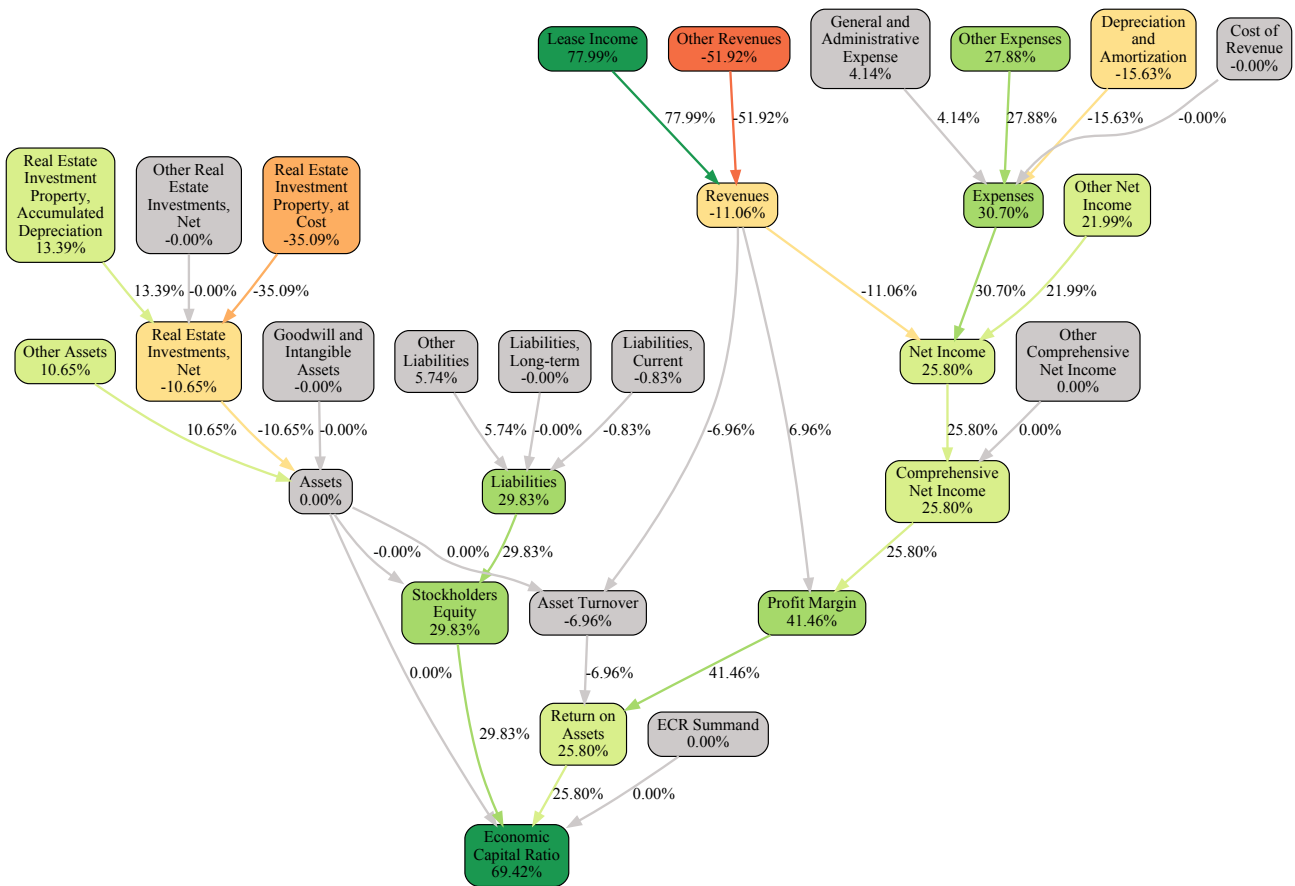 Lease Income
77.99%
Other Revenues
-51.92%
General and
Administrative
Expense
4.14%
Other Expenses
27.88%
Depreciation
and
Amortization
-15.63%
Cost of
Revenue
-0.00%
77.99%
-51.92%
4.14%
27.88%
-15.63%
-0.00%
Real Estate
Investment
Property,
Accumulated
Depreciation
13.39%
Other Real
Estate
Investments,
Net
-0.00%
Real Estate
Investment
Property, at
Cost
-35.09%
Revenues
-11.06%
Expenses
30.70%
Other Net
Income
21.99%
13.39%
-0.00%
-35.09%
-11.06%
30.70%
21.99%
Other Assets
10.65%
Real Estate
Investments,
Net
-10.65%
Goodwill and
Intangible
Assets
-0.00%
Other
Liabilities
5.74%
Liabilities,
Long-term
-0.00%
Liabilities,
Current
-0.83%
Net Income
25.80%
Other
Comprehensive
Net Income
0.00%
10.65%
-10.65%
-0.00%
5.74%
-0.00%
-0.83%
-6.96%
6.96%
25.80%
0.00%
Assets
0.00%
Liabilities
29.83%
Comprehensive
Net Income
25.80%
-0.00%
0.00%
29.83%
25.80%
Stockholders
Equity
29.83%
Asset Turnover
-6.96%
Profit Margin
41.46%
0.00%
-6.96%
41.46%
Return on
Assets
25.80%
ECR Summand
0.00%
29.83%
25.80%
0.00%
Economic
Capital Ratio
69.42%